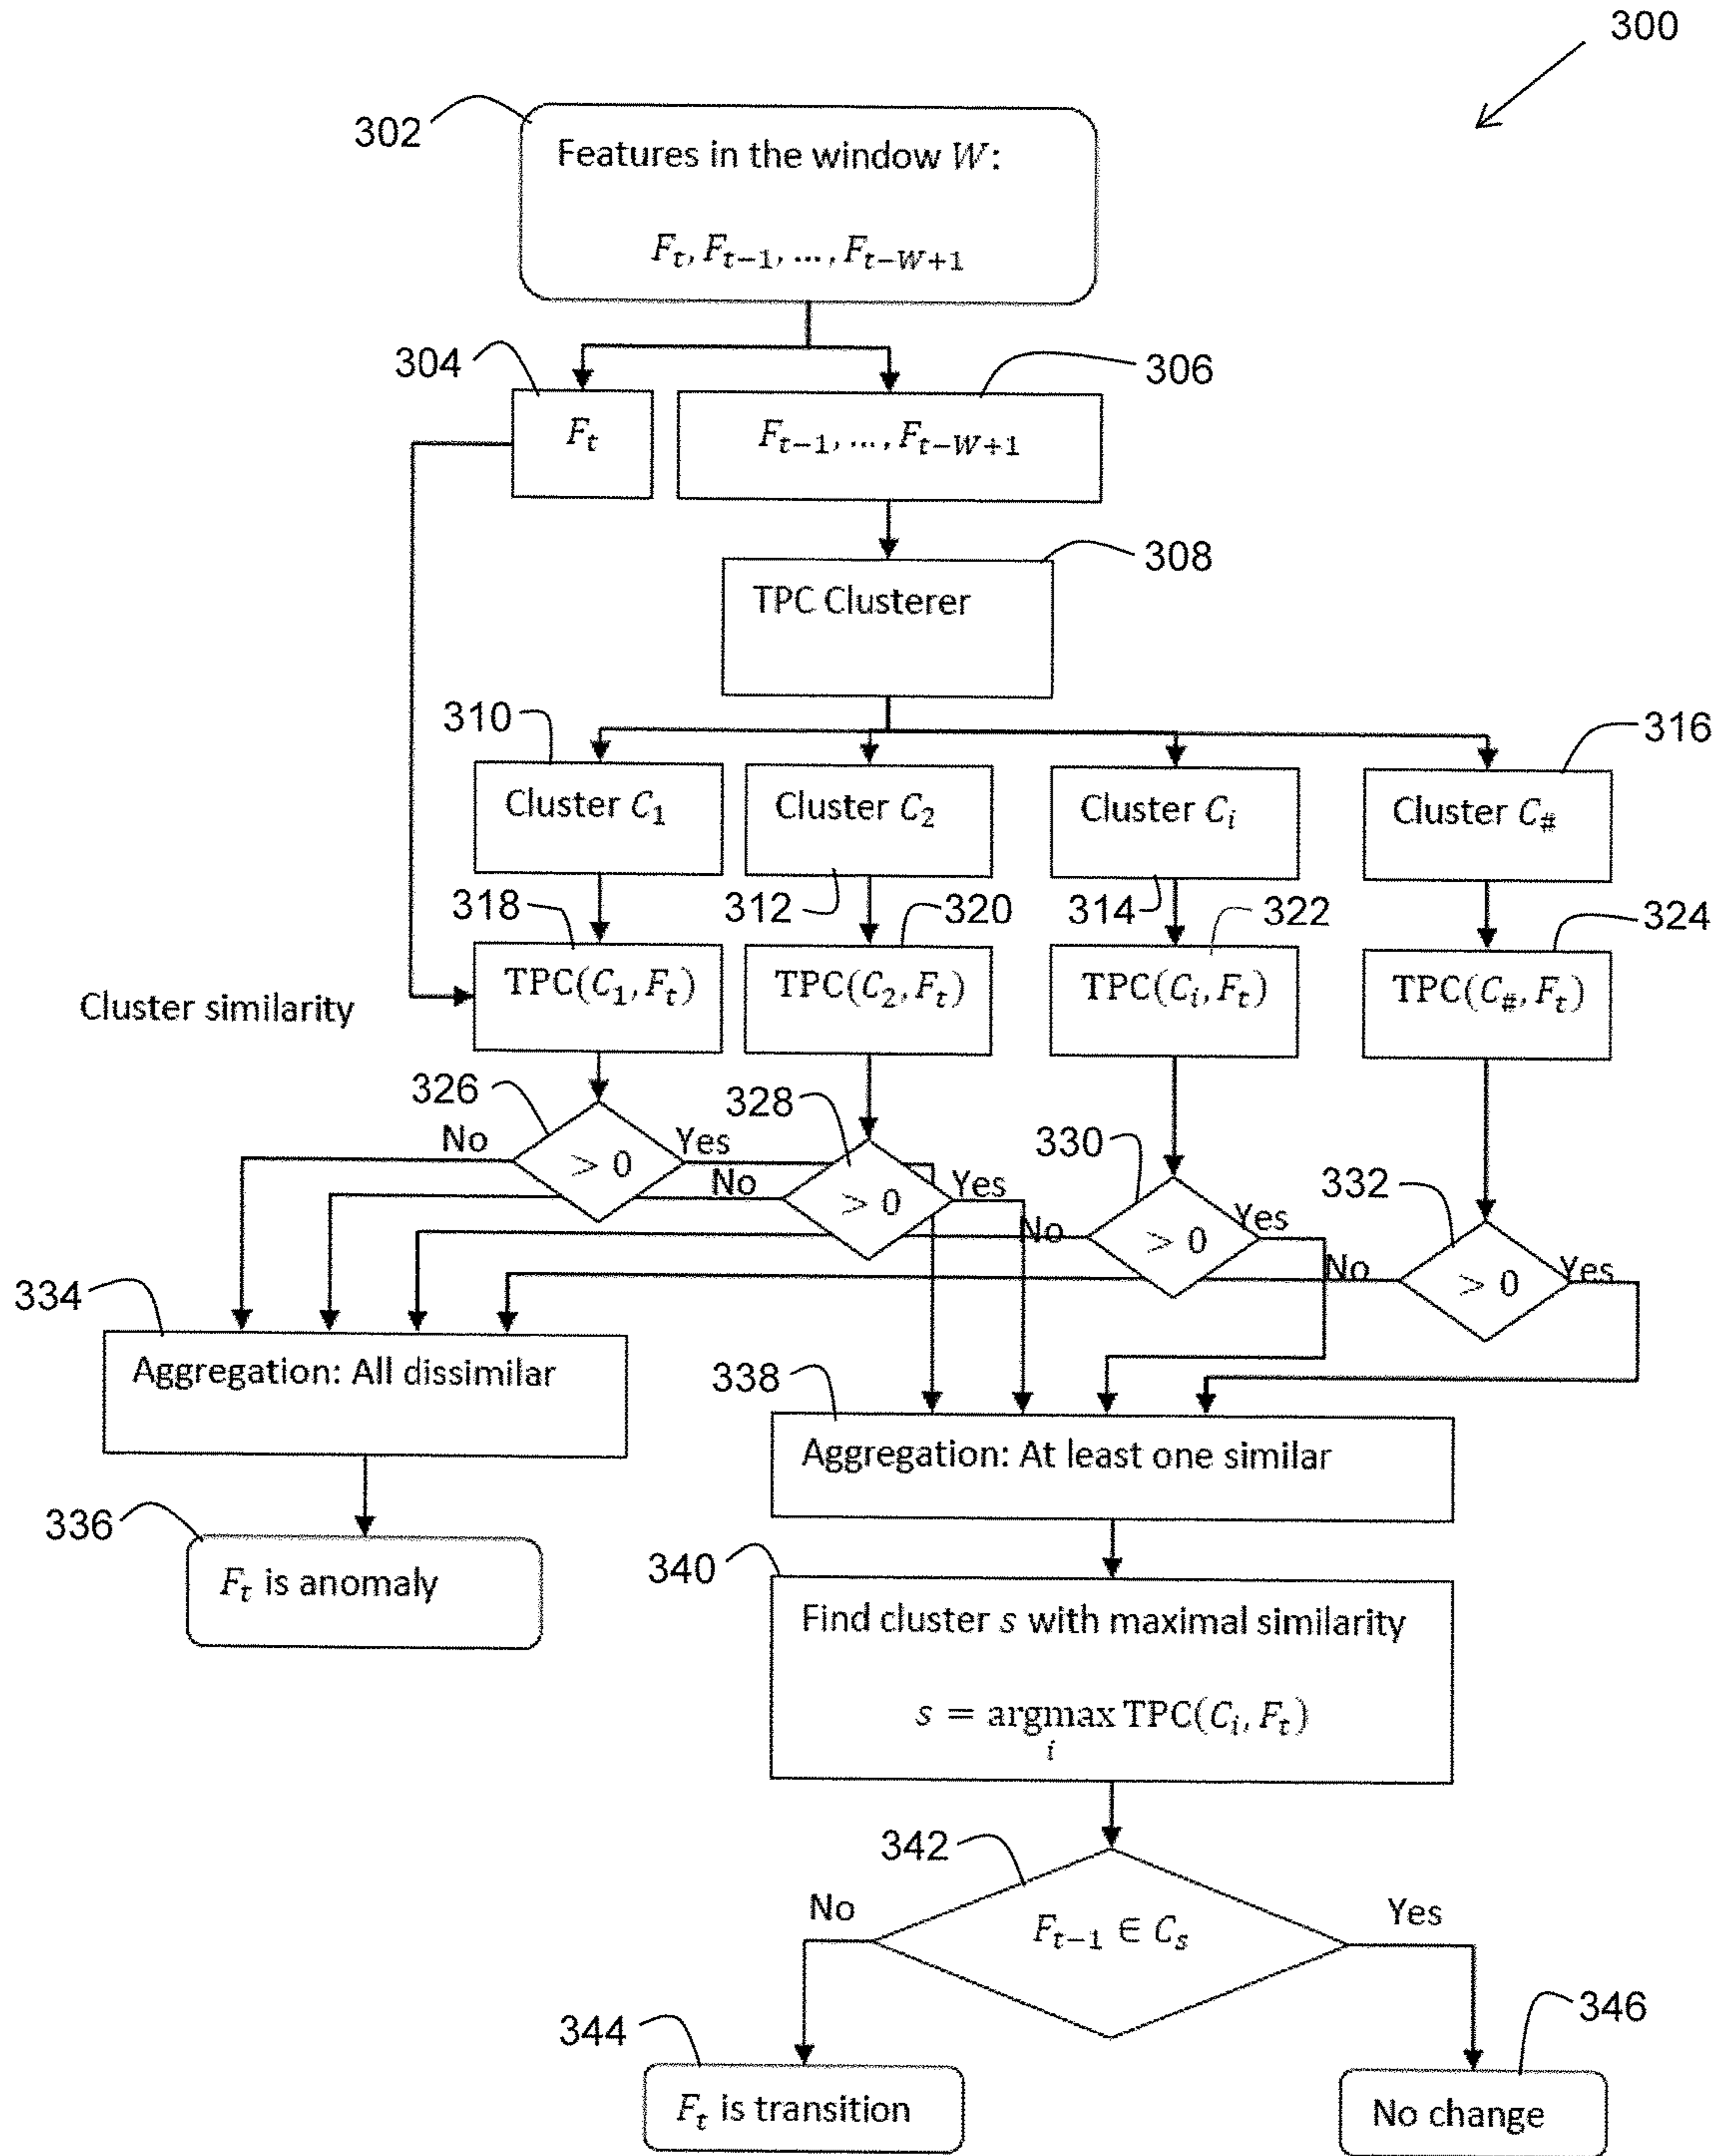 300
302
Features in the window W:
F_t, F_{t−1}, ..., F_{t−W+1}
304
306
F_t
F_{t−1}, ..., F_{t−W+1}
308
TPC Clusterer
310
316
Cluster C_1
Cluster C_2
Cluster C_i
Cluster C_#
318
312
320
314
322
324
TPC(C_1, F_t)
TPC(C_2, F_t)
TPC(C_i, F_t)
TPC(C_#, F_t)
Cluster similarity
326
328
330
332
No
> 0
Yes
No
> 0
Yes
No
> 0
Yes
No
> 0
Yes
334
Aggregation: All dissimilar
338
Aggregation: At least one similar
336
F_t is anomaly
340
Find cluster s with maximal similarity
s = argmax TPC(C_i, F_t)
i
342
No
F_{t−1} ∈ C_s
Yes
344
346
F_t is transition
No change